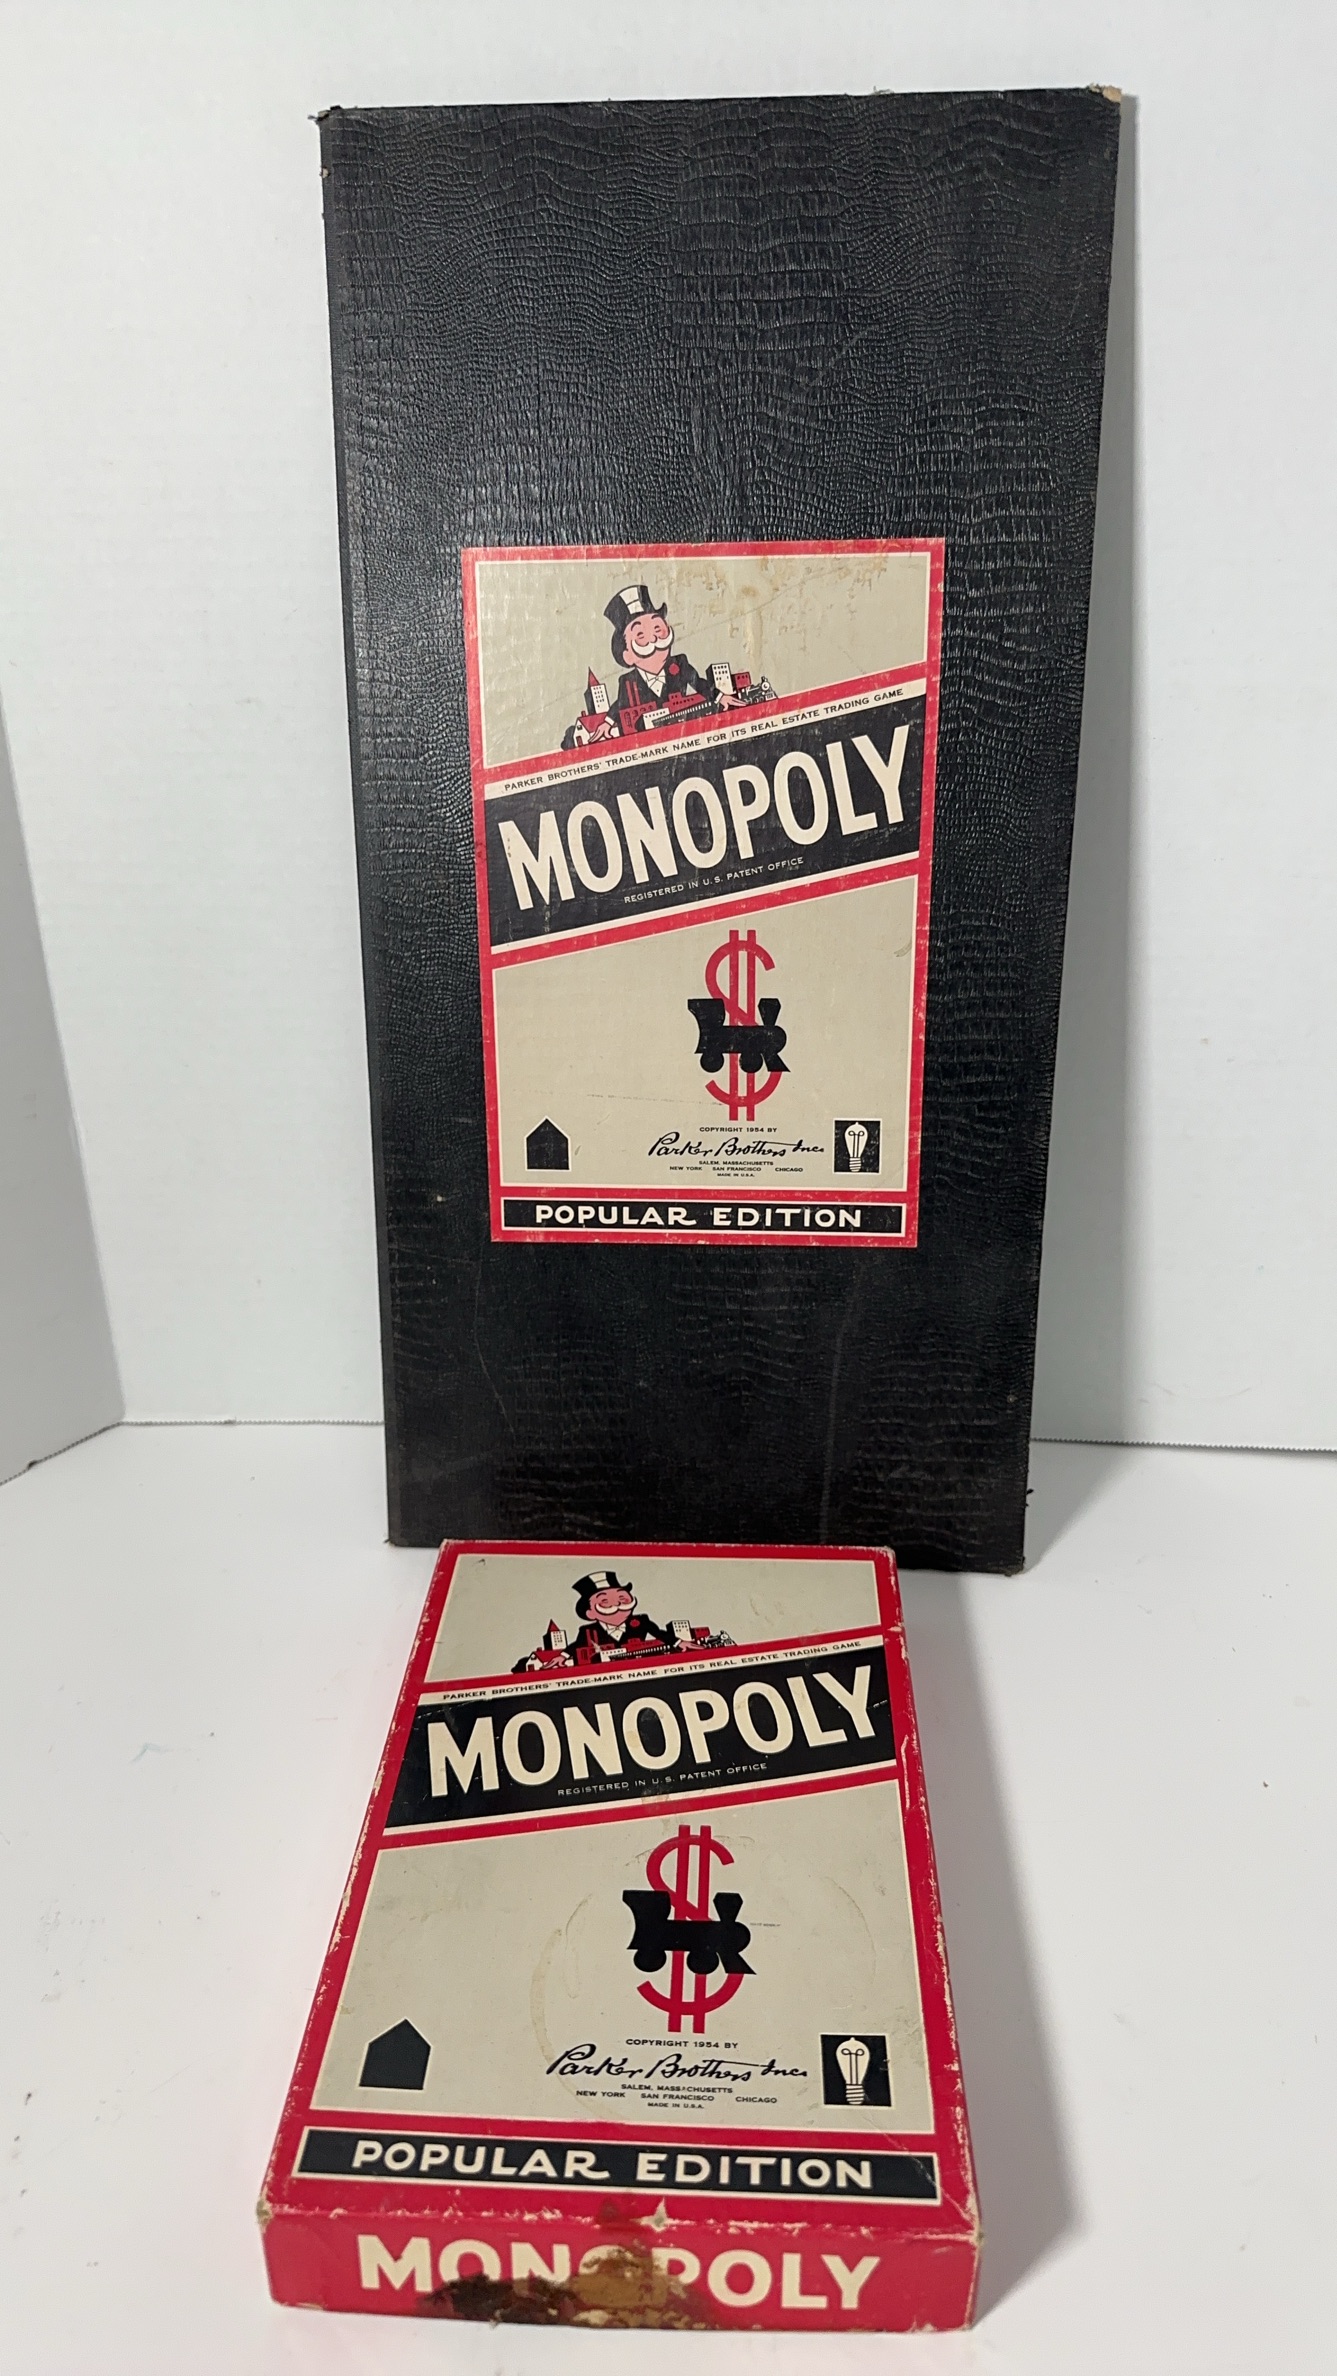 PARKER BROTHERS' TRADE-MARK NAME FOR ITS REAL ESTATE TRADING GAME
MONOPOLY
REGISTERED IN U.S. PATENT OFFICE
COPYRIGHT 1954 BY
Parker Brothers Inc.
SALEM, MASSACHUSETTS
NEW YORK SAN FRANCISCO CHICAGO
MADE IN U.S.A.
POPULAR EDITION
PARKER BROTHERS' TRADE-MARK NAME FOR ITS REAL ESTATE TRADING GAME
MONOPOLY
REGISTERED IN U.S. PATENT OFFICE
COPYRIGHT 1954 BY
Parker Brothers Inc.
SALEM, MASSACHUSETTS
NEW YORK SAN FRANCISCO CHICAGO
MADE IN U.S.A.
POPULAR EDITION
MONOPOLY